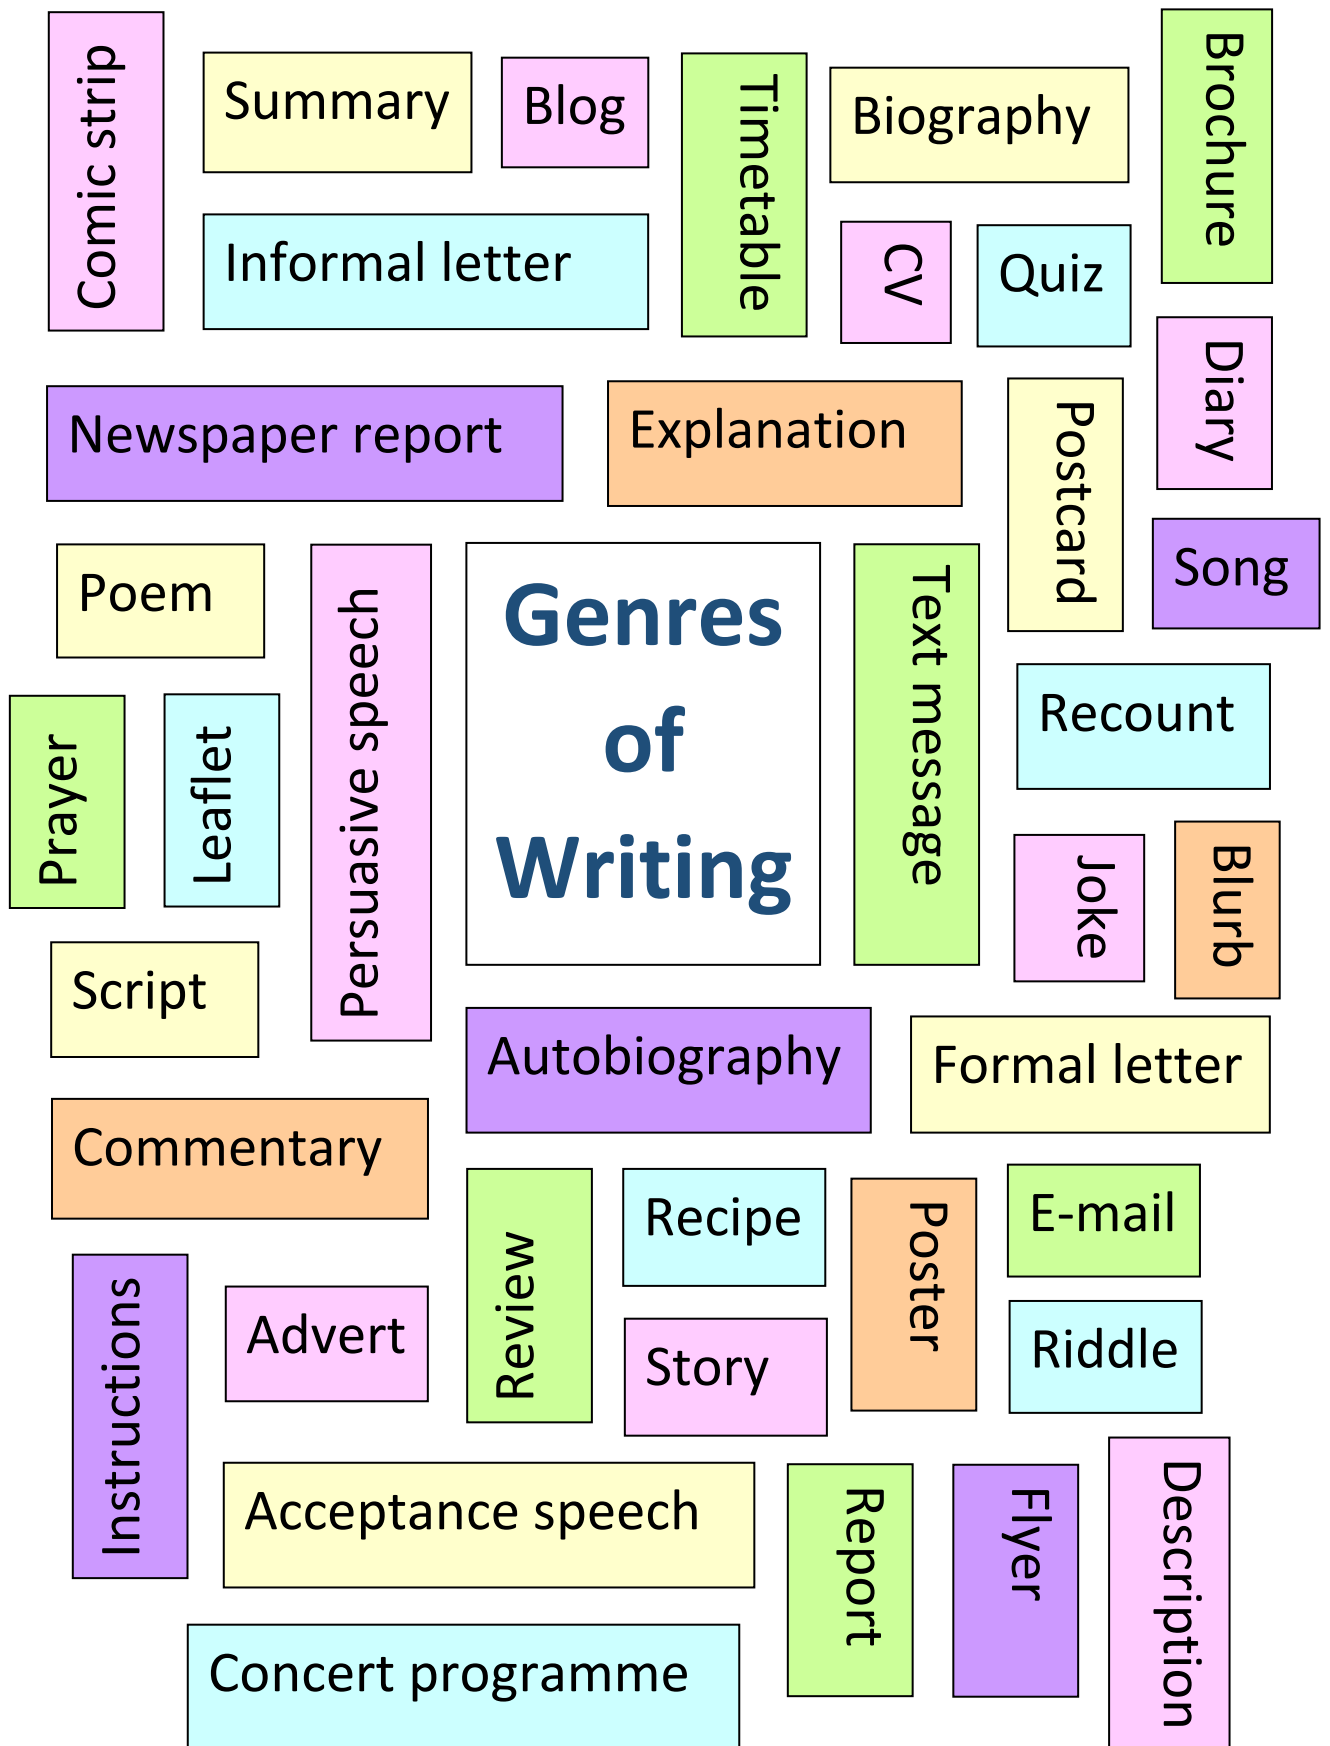 Comic strip
Summary
Blog
Timetable
Biography
Brochure
Informal letter
CV
Quiz
Diary
Newspaper report
Explanation
Postcard
Song
Poem
Persuasive speech
Genres
of
Writing
Text message
Recount
Prayer
Leaflet
Joke
Blurb
Script
Autobiography
Formal letter
Commentary
Review
Recipe
Poster
E-mail
Instructions
Advert
Story
Riddle
Acceptance speech
Report
Flyer
Description
Concert programme